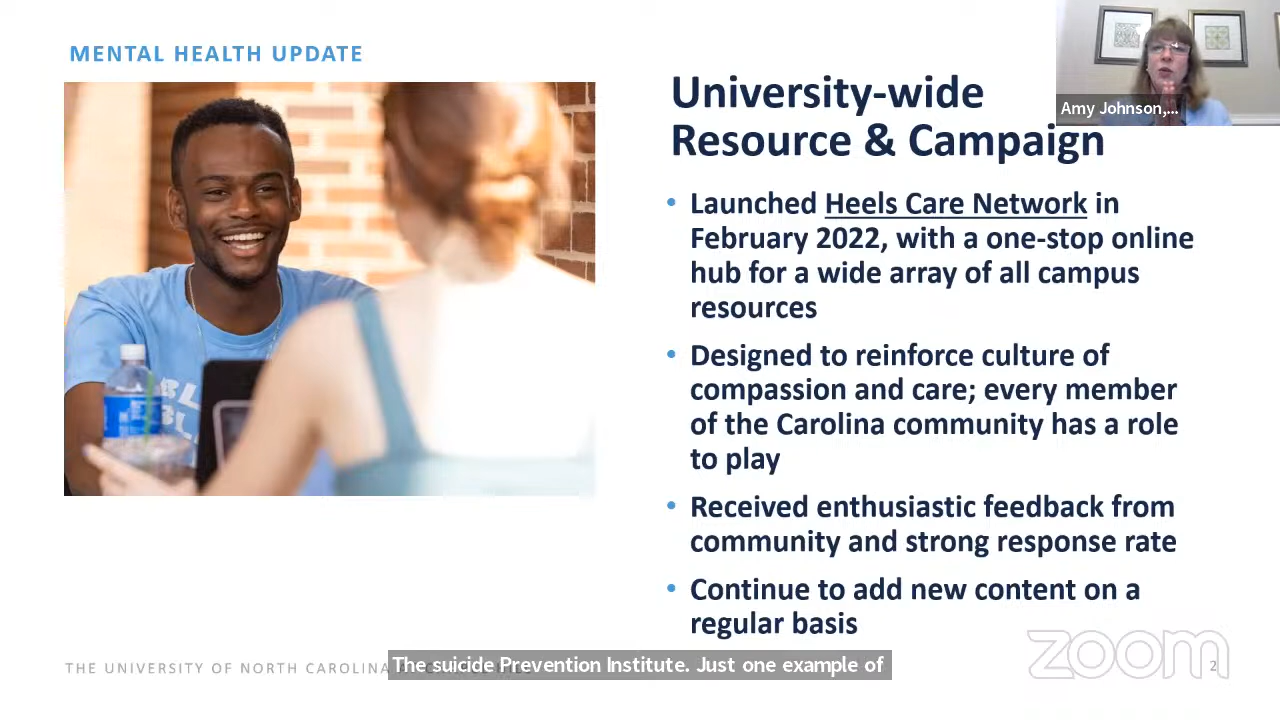 MENTAL HEALTH UPDATE
Amy Johnson,...
University-wide
Resource & Campaign
• Launched Heels Care Network in
February 2022, with a one-stop online
hub for a wide array of all campus
resources
• Designed to reinforce culture of
compassion and care; every member
of the Carolina community has a role
to play
• Received enthusiastic feedback from
community and strong response rate
• Continue to add new content on a
regular basis
THE UNIVERSITY OF NORTH CAROLINA
The suicide Prevention Institute. Just one example of
zoom
2